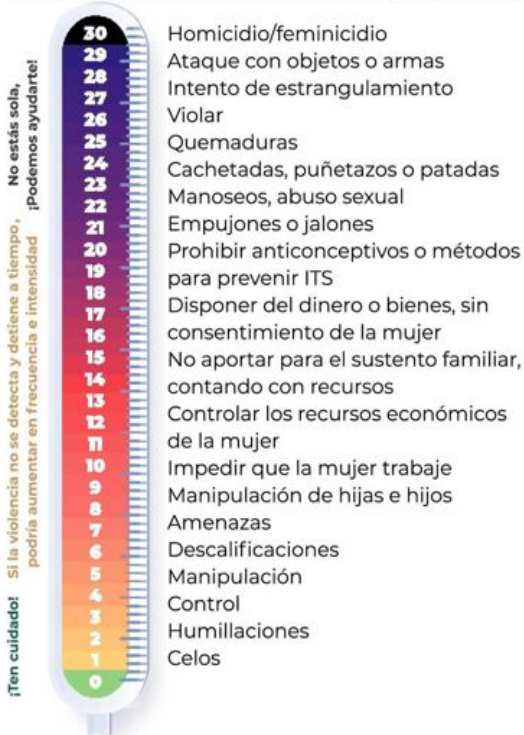 30
29
28
27
26
25
24
23
22
21
20
19
18
17
16
15
14
13
12
11
10
9
8
7
6
5
4
3
2
1
0
No estás sola,
¡Podemos ayudarte!
Si la violencia no se detecta y detiene a tiempo,
podría aumentar en frecuencia e intensidad
¡Ten cuidado!
Homicidio/feminicidio
Ataque con objetos o armas
Intento de estrangulamiento
Violar
Quemaduras
Cachetadas, puñetazos o patadas
Manoseos, abuso sexual
Empujones o jalones
Prohibir anticonceptivos o métodos
para prevenir ITS
Disponer del dinero o bienes, sin
consentimiento de la mujer
No aportar para el sustento familiar,
contando con recursos
Controlar los recursos económicos
de la mujer
Impedir que la mujer trabaje
Manipulación de hijas e hijos
Amenazas
Descalificaciones
Manipulación
Control
Humillaciones
Celos